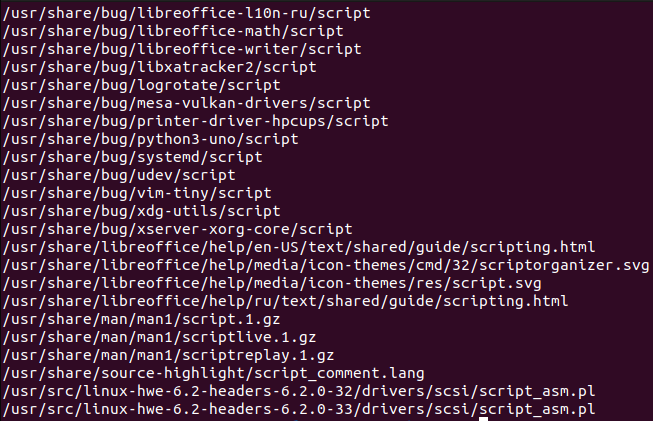 /usr/share/bug/libreoffice-l10n-ru/script
/usr/share/bug/libreoffice-math/script
/usr/share/bug/libreoffice-writer/script
/usr/share/bug/libxatracker2/script
/usr/share/bug/logrotate/script
/usr/share/bug/mesa-vulkan-drivers/script
/usr/share/bug/printer-driver-hpcups/script
/usr/share/bug/python3-uno/script
/usr/share/bug/systemd/script
/usr/share/bug/udev/script
/usr/share/bug/vim-tiny/script
/usr/share/bug/xdg-utils/script
/usr/share/bug/xserver-xorg-core/script
/usr/share/libreoffice/help/en-US/text/shared/guide/scripting.html
/usr/share/libreoffice/help/media/icon-themes/cmd/32/scriptorganizer.svg
/usr/share/libreoffice/help/media/icon-themes/res/script.svg
/usr/share/libreoffice/help/ru/text/shared/guide/scripting.html
/usr/share/man/man1/script.1.gz
/usr/share/man/man1/scriptlive.1.gz
/usr/share/man/man1/scriptreplay.1.gz
/usr/share/source-highlight/script_comment.lang
/usr/src/linux-hwe-6.2-headers-6.2.0-32/drivers/scsi/script_asm.pl
/usr/src/linux-hwe-6.2-headers-6.2.0-33/drivers/scsi/script_asm.pl